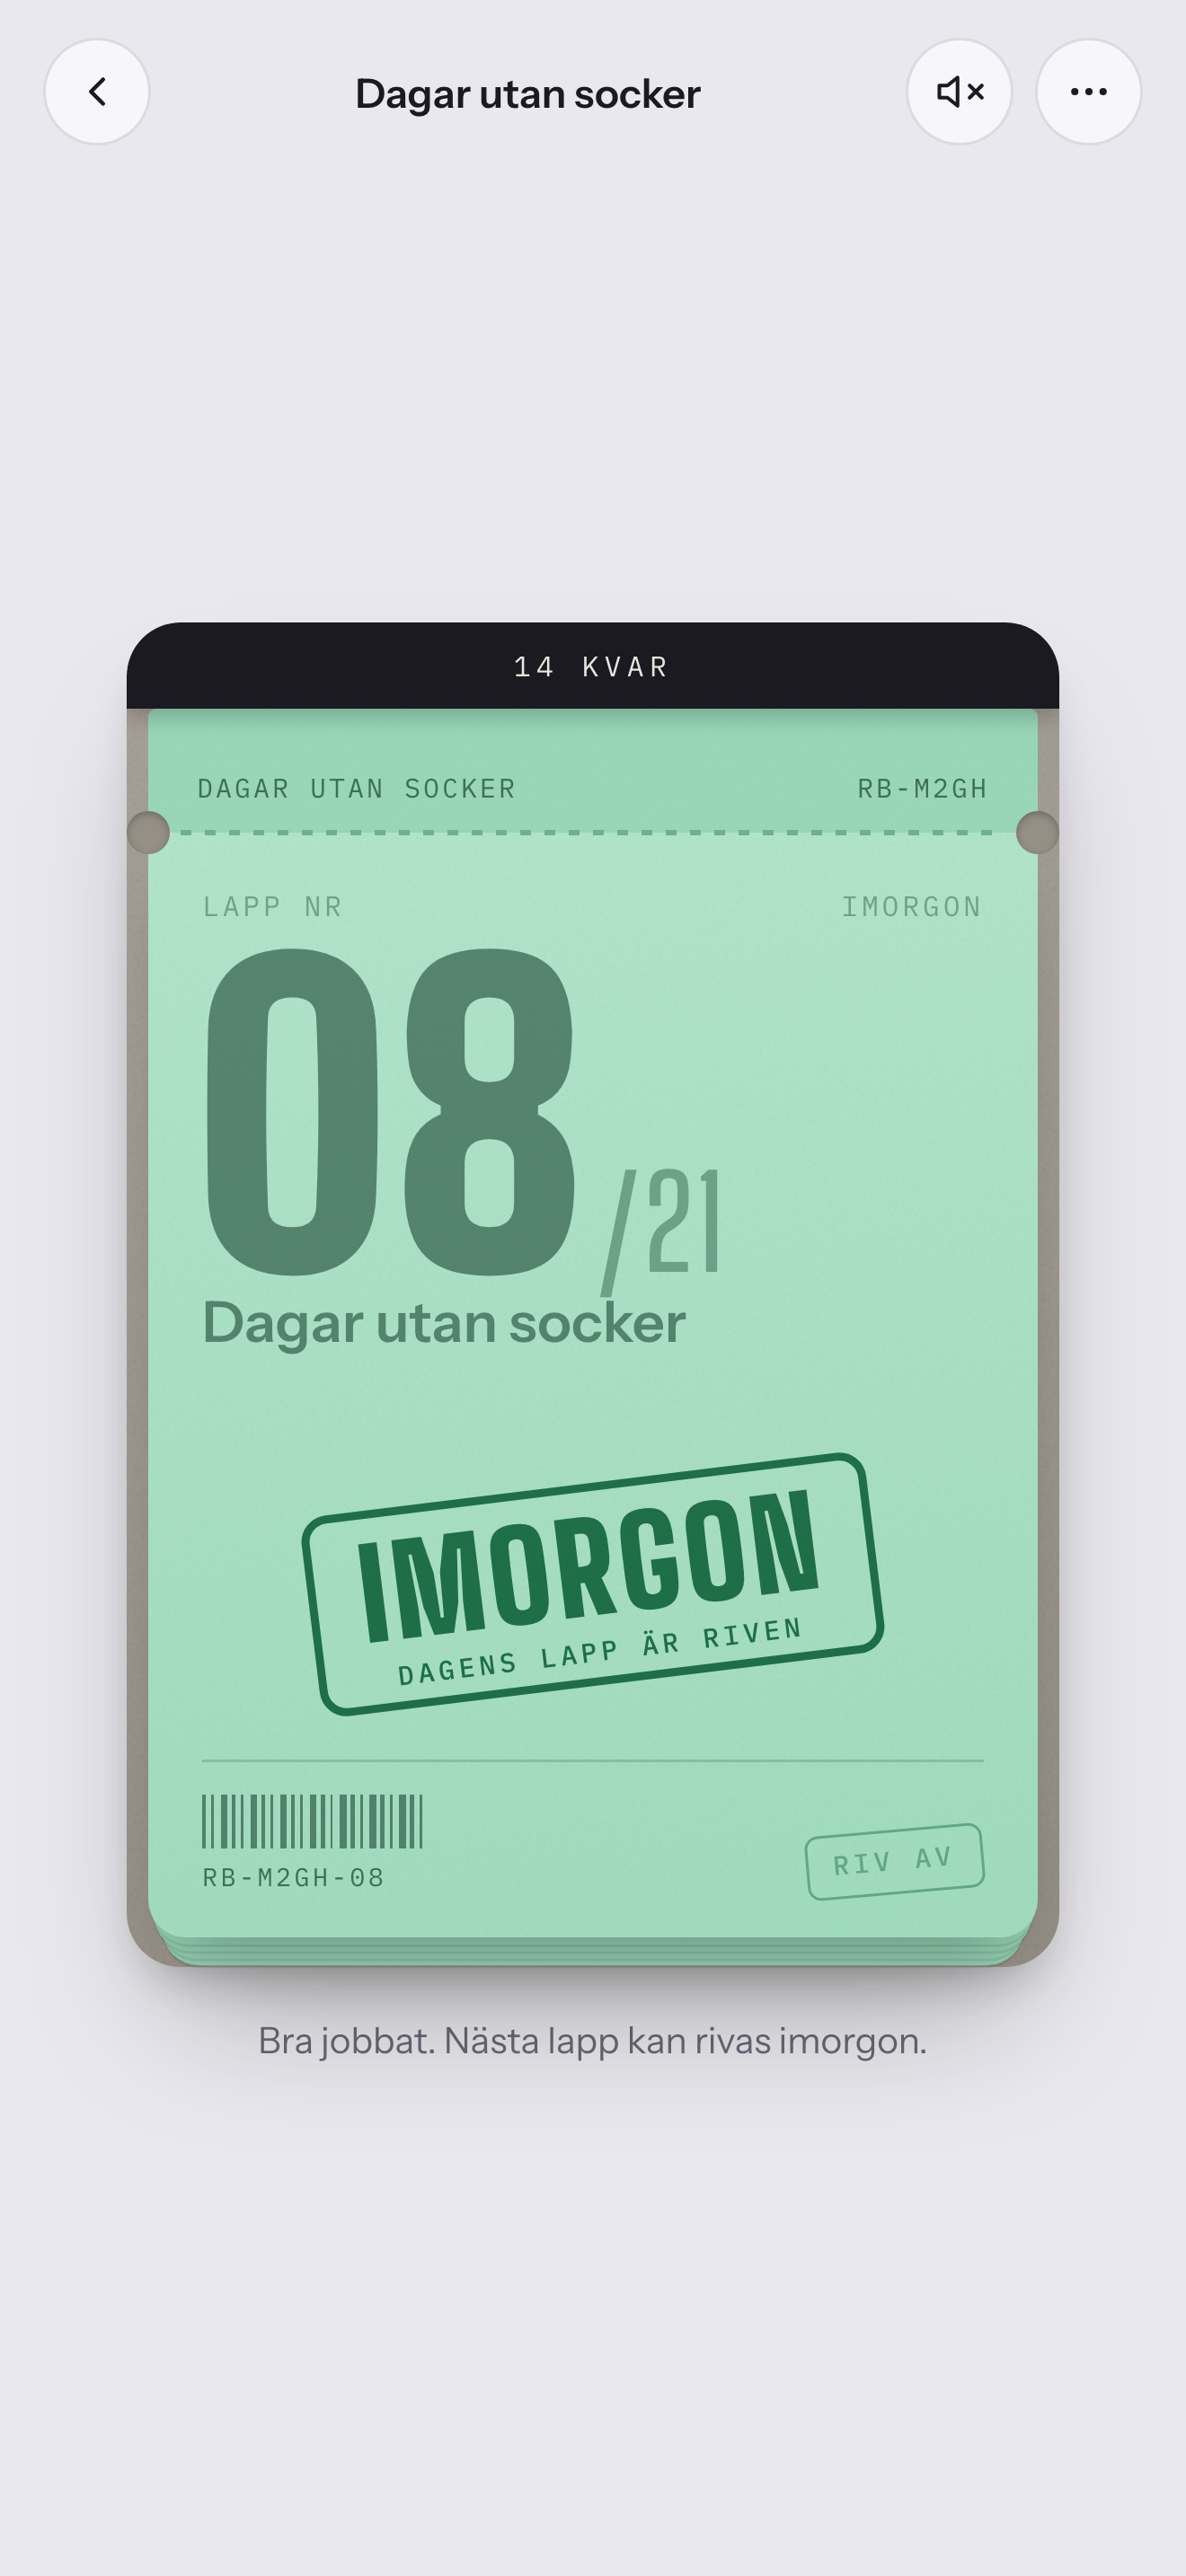 Dagar utan socker
14 KVAR
DAGAR UTAN SOCKER RB-M2GH
LAPP NR IMORGON
08/21
Dagar utan socker
IMORGON
DAGENS LAPP ÄR RIVEN
RB-M2GH-08
RIV AV
Bra jobbat. Nästa lapp kan rivas imorgon.